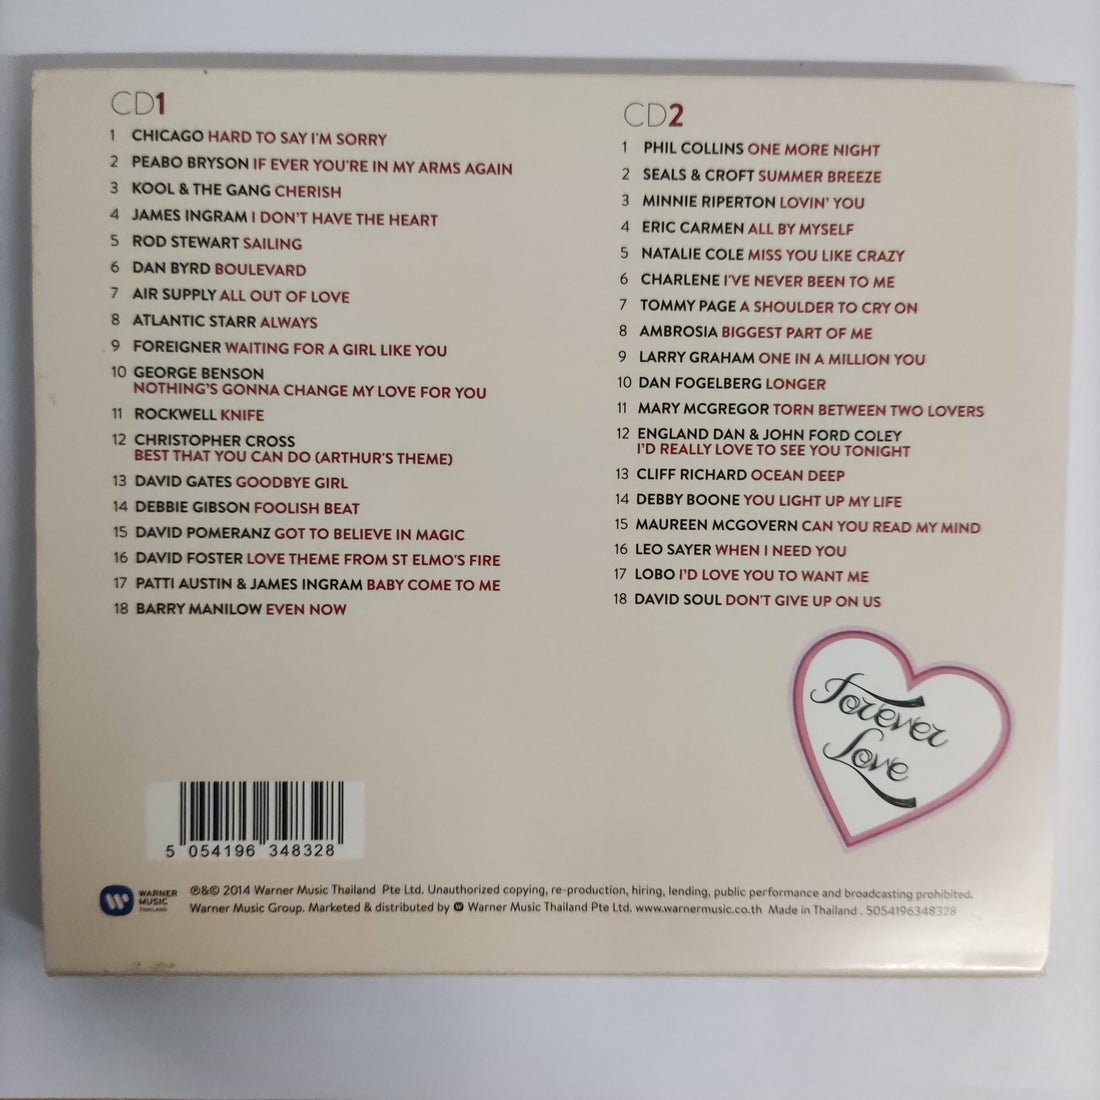 CD1
1 CHICAGO HARD TO SAY I'M SORRY
2 PEABO BRYSON IF EVER YOU'RE IN MY ARMS AGAIN
3 KOOL & THE GANG CHERISH
4 JAMES INGRAM I DON'T HAVE THE HEART
5 ROD STEWART SAILING
6 DAN BYRD BOULEVARD
7 AIR SUPPLY ALL OUT OF LOVE
8 ATLANTIC STARR ALWAYS
9 FOREIGNER WAITING FOR A GIRL LIKE YOU
10 GEORGE BENSON
NOTHING'S GONNA CHANGE MY LOVE FOR YOU
11 ROCKWELL KNIFE
12 CHRISTOPHER CROSS
BEST THAT YOU CAN DO (ARTHUR'S THEME)
13 DAVID GATES GOODBYE GIRL
14 DEBBIE GIBSON FOOLISH BEAT
15 DAVID POMERANZ GOT TO BELIEVE IN MAGIC
16 DAVID FOSTER LOVE THEME FROM ST ELMO'S FIRE
17 PATTI AUSTIN & JAMES INGRAM BABY COME TO ME
18 BARRY MANILOW EVEN NOW
CD2
1 PHIL COLLINS ONE MORE NIGHT
2 SEALS & CROFT SUMMER BREEZE
3 MINNIE RIPERTON LOVIN' YOU
4 ERIC CARMEN ALL BY MYSELF
5 NATALIE COLE MISS YOU LIKE CRAZY
6 CHARLENE I'VE NEVER BEEN TO ME
7 TOMMY PAGE A SHOULDER TO CRY ON
8 AMBROSIA BIGGEST PART OF ME
9 LARRY GRAHAM ONE IN A MILLION YOU
10 DAN FOGELBERG LONGER
11 MARY MCGREGOR TORN BETWEEN TWO LOVERS
12 ENGLAND DAN & JOHN FORD COLEY
I'D REALLY LOVE TO SEE YOU TONIGHT
13 CLIFF RICHARD OCEAN DEEP
14 DEBBY BOONE YOU LIGHT UP MY LIFE
15 MAUREEN MCGOVERN CAN YOU READ MY MIND
16 LEO SAYER WHEN I NEED YOU
17 LOBO I'D LOVE YOU TO WANT ME
18 DAVID SOUL DON'T GIVE UP ON US
Forever
Love
5 054196 348328
WARNER
MUSIC
THAILAND
℗&© 2014 Warner Music Thailand Pte Ltd. Unauthorized copying, re-production, hiring, lending, public performance and broadcasting prohibited.
Warner Music Group. Marketed & distributed by Warner Music Thailand Pte Ltd. www.warnermusic.co.th Made in Thailand . 5054196348328